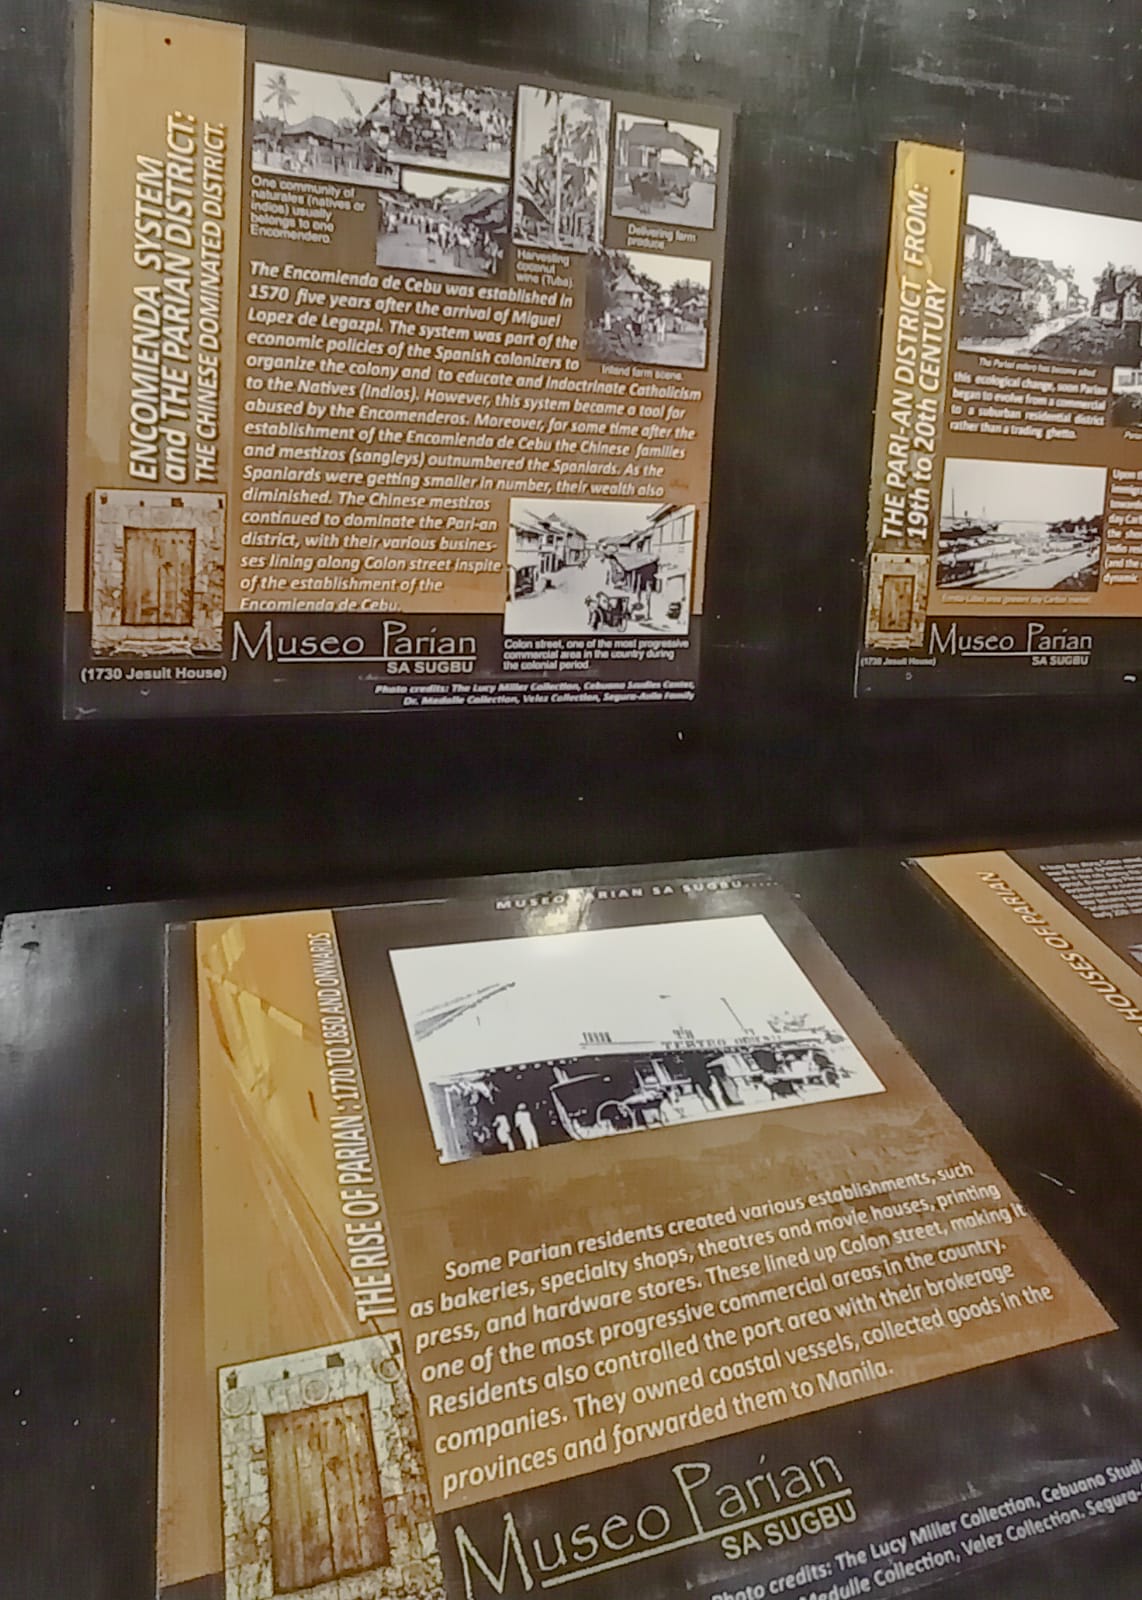 ENCOMIENDA SYSTEM
and THE PARIAN DISTRICT:
THE CHINESE DOMINATED DISTRICT.
One community of
naturales (natives or
indios) usually
belongs to one
Encomendero.
Harvesting
coconut
wine (Tuba).
Delivering farm
produce.
Inland farm scene.
The Encomienda de Cebu was established in
1570 five years after the arrival of Miguel
Lopez de Legazpi. The system was part of the
economic policies of the Spanish colonizers to
organize the colony and to educate and indoctrinate Catholicism
to the Natives (Indios). However, this system became a tool for
abused by the Encomenderos. Moreover, for some time after the
establishment of the Encomienda de Cebu the Chinese families
and mestizos (sangleys) outnumbered the Spaniards. As the
Spaniards were getting smaller in number, their wealth also
diminished. The Chinese mestizos
continued to dominate the Pari-an
district, with their various busines-
ses lining along Colon street inspite
of the establishment of the
Encomienda de Cebu.
Colon street, one of the most progressive
commercial area in the country during
the colonial period.
Museo Parian
SA SUGBU
(1730 Jesuit House)
Photo credits: The Lucy Miller Collection, Cebuano Studies Center,
Dr. Medalle Collection, Velez Collection, Segura-Avila Family
THE PARI-AN DISTRICT FROM:
19th to 20th CENTURY
this ecological change, soon Parian
began to evolve from a commercial
to a suburban residential district
rather than a trading ghetto.
Museo Parian
SA SUGBU
(1730 Jesuit House)
MUSEO PARIAN SA SUGBU.....
THE RISE OF PARIAN : 1770 TO 1850 AND ONWARDS
TEATRO
Some Parian residents created various establishments, such
as bakeries, specialty shops, theatres and movie houses, printing
press, and hardware stores. These lined up Colon street, making it
one of the most progressive commercial areas in the country.
Residents also controlled the port area with their brokerage
companies. They owned coastal vessels, collected goods in the
provinces and forwarded them to Manila.
Museo Parian
SA SUGBU
Photo credits: The Lucy Miller Collection, Cebuano Studi
Medulle Collection, Velez Collection. Segura-
HOUSES OF PARIAN